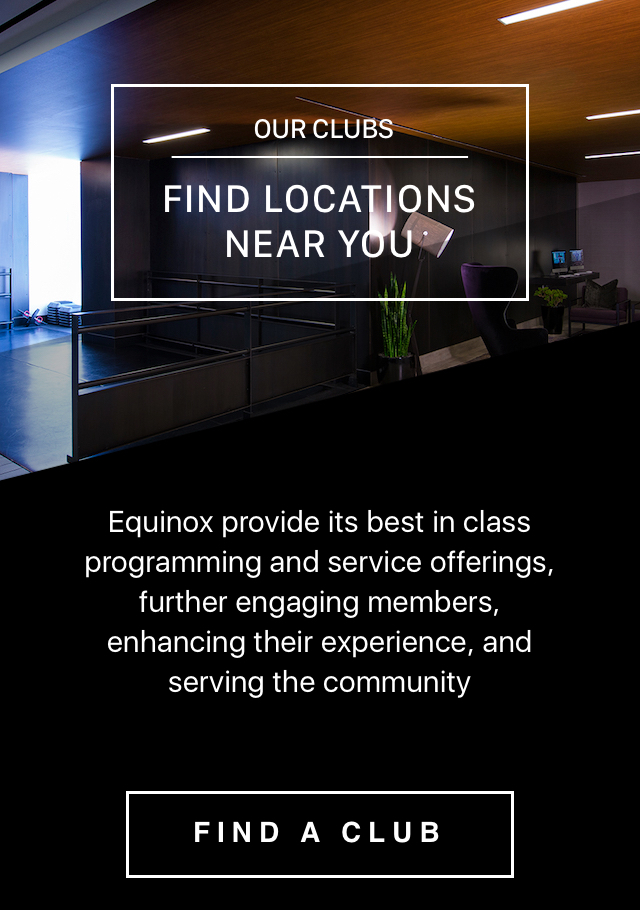 OUR CLUBS
FIND LOCATIONS
NEAR YOU
Equinox provide its best in class
programming and service offerings,
further engaging members,
enhancing their experience, and
serving the community
FIND A CLUB